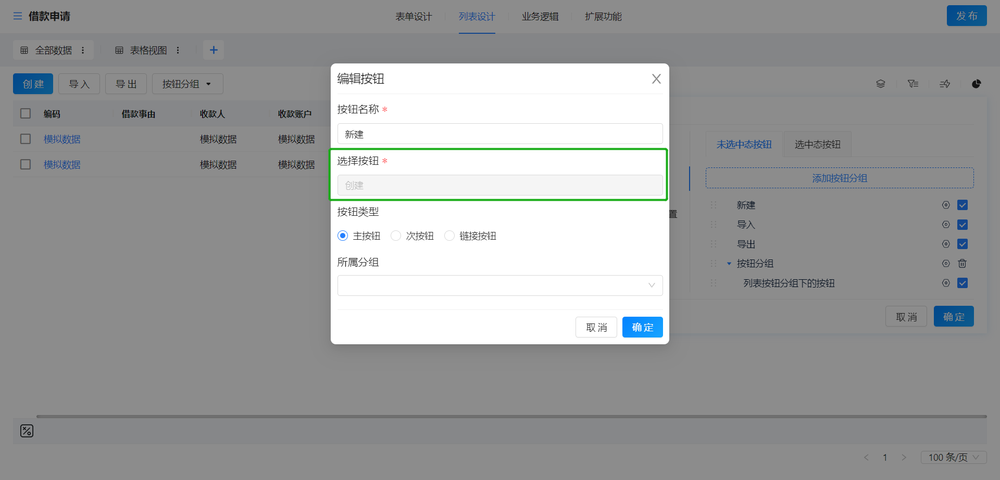 借款申请
表单设计
列表设计
业务逻辑
扩展功能
发布
全部数据
表格视图
创建
导入
导出
按钮分组
编码
借款事由
收款人
收款账户
模拟数据
模拟数据
模拟数据
模拟数据
模拟数据
模拟数据
编辑按钮
按钮名称 *
新建
选择按钮 *
创建
按钮类型
主按钮
次按钮
链接按钮
所属分组
取消
确定
置
未选中态按钮
选中态按钮
添加按钮分组
新建
导入
导出
按钮分组
列表按钮分组下的按钮
取消
确定
1
100 条/页